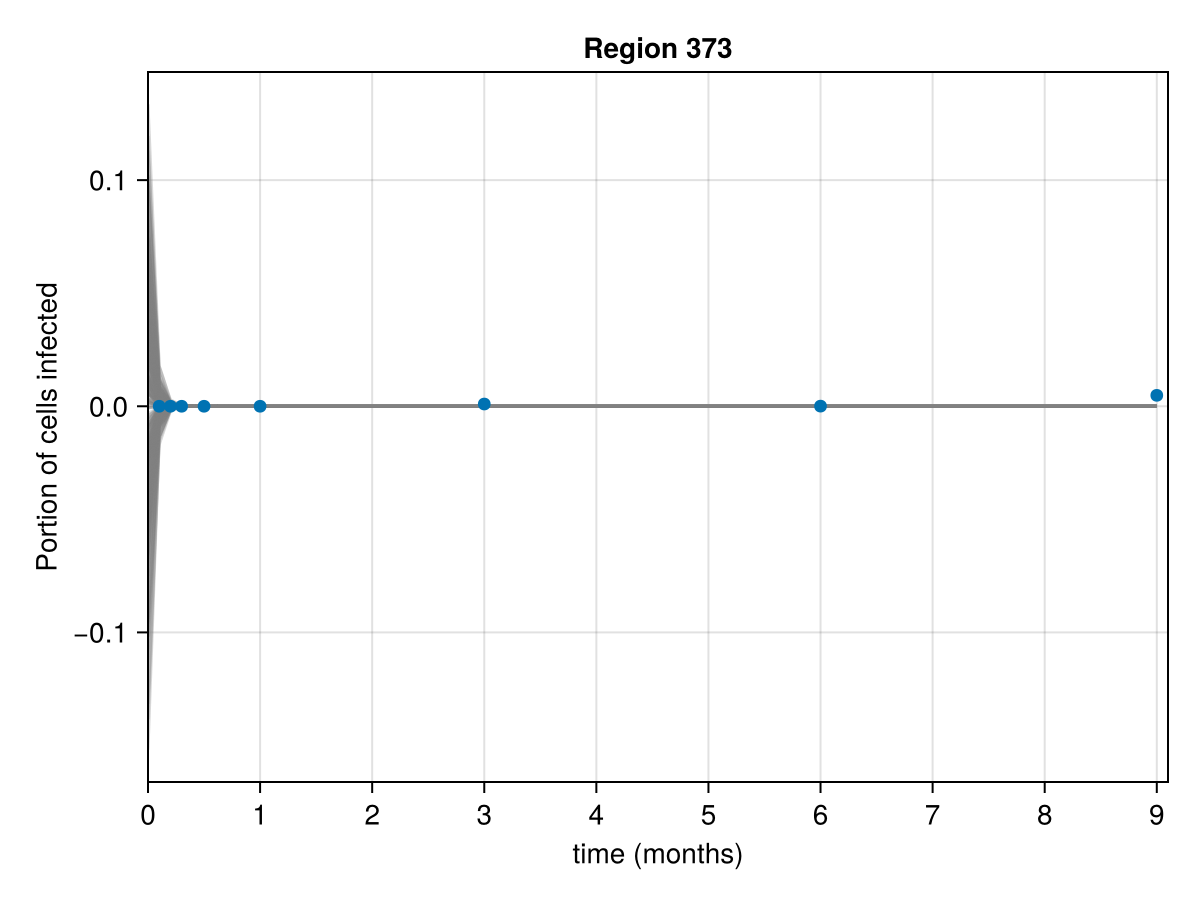 Region 373
Portion of cells infected
0.1
0.0
−0.1
0 1 2 3 4 5 6 7 8 9
time (months)